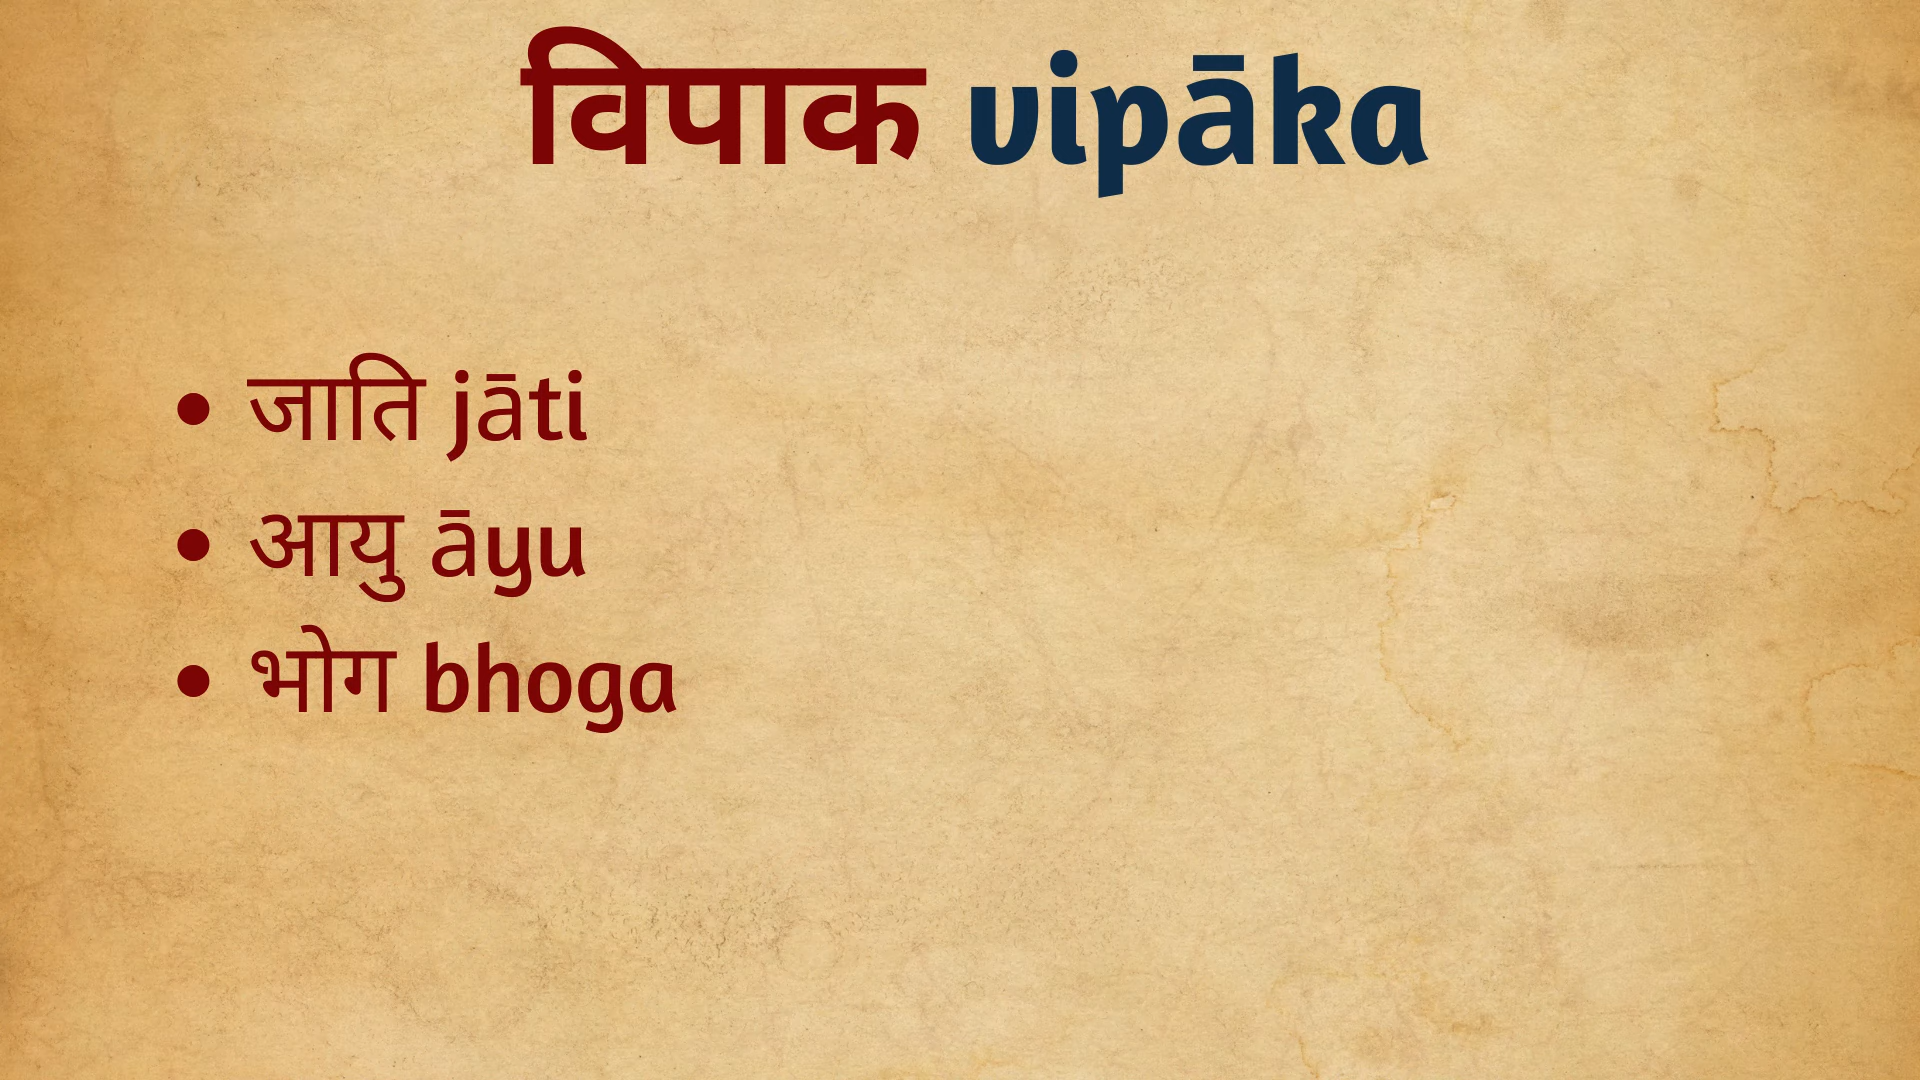 विपाक vipāka
• जाति jāti
• आयु āyu
• भोग bhoga